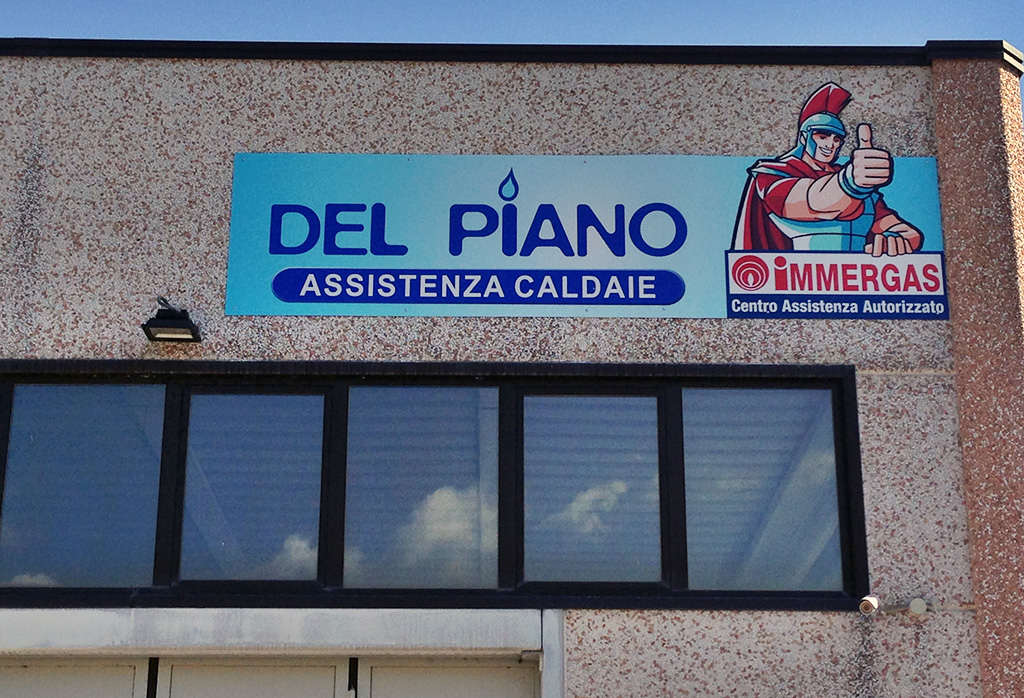 DEL PIANO
ASSISTENZA CALDAIE
iMMERGAS
Centro Assistenza Autorizzato